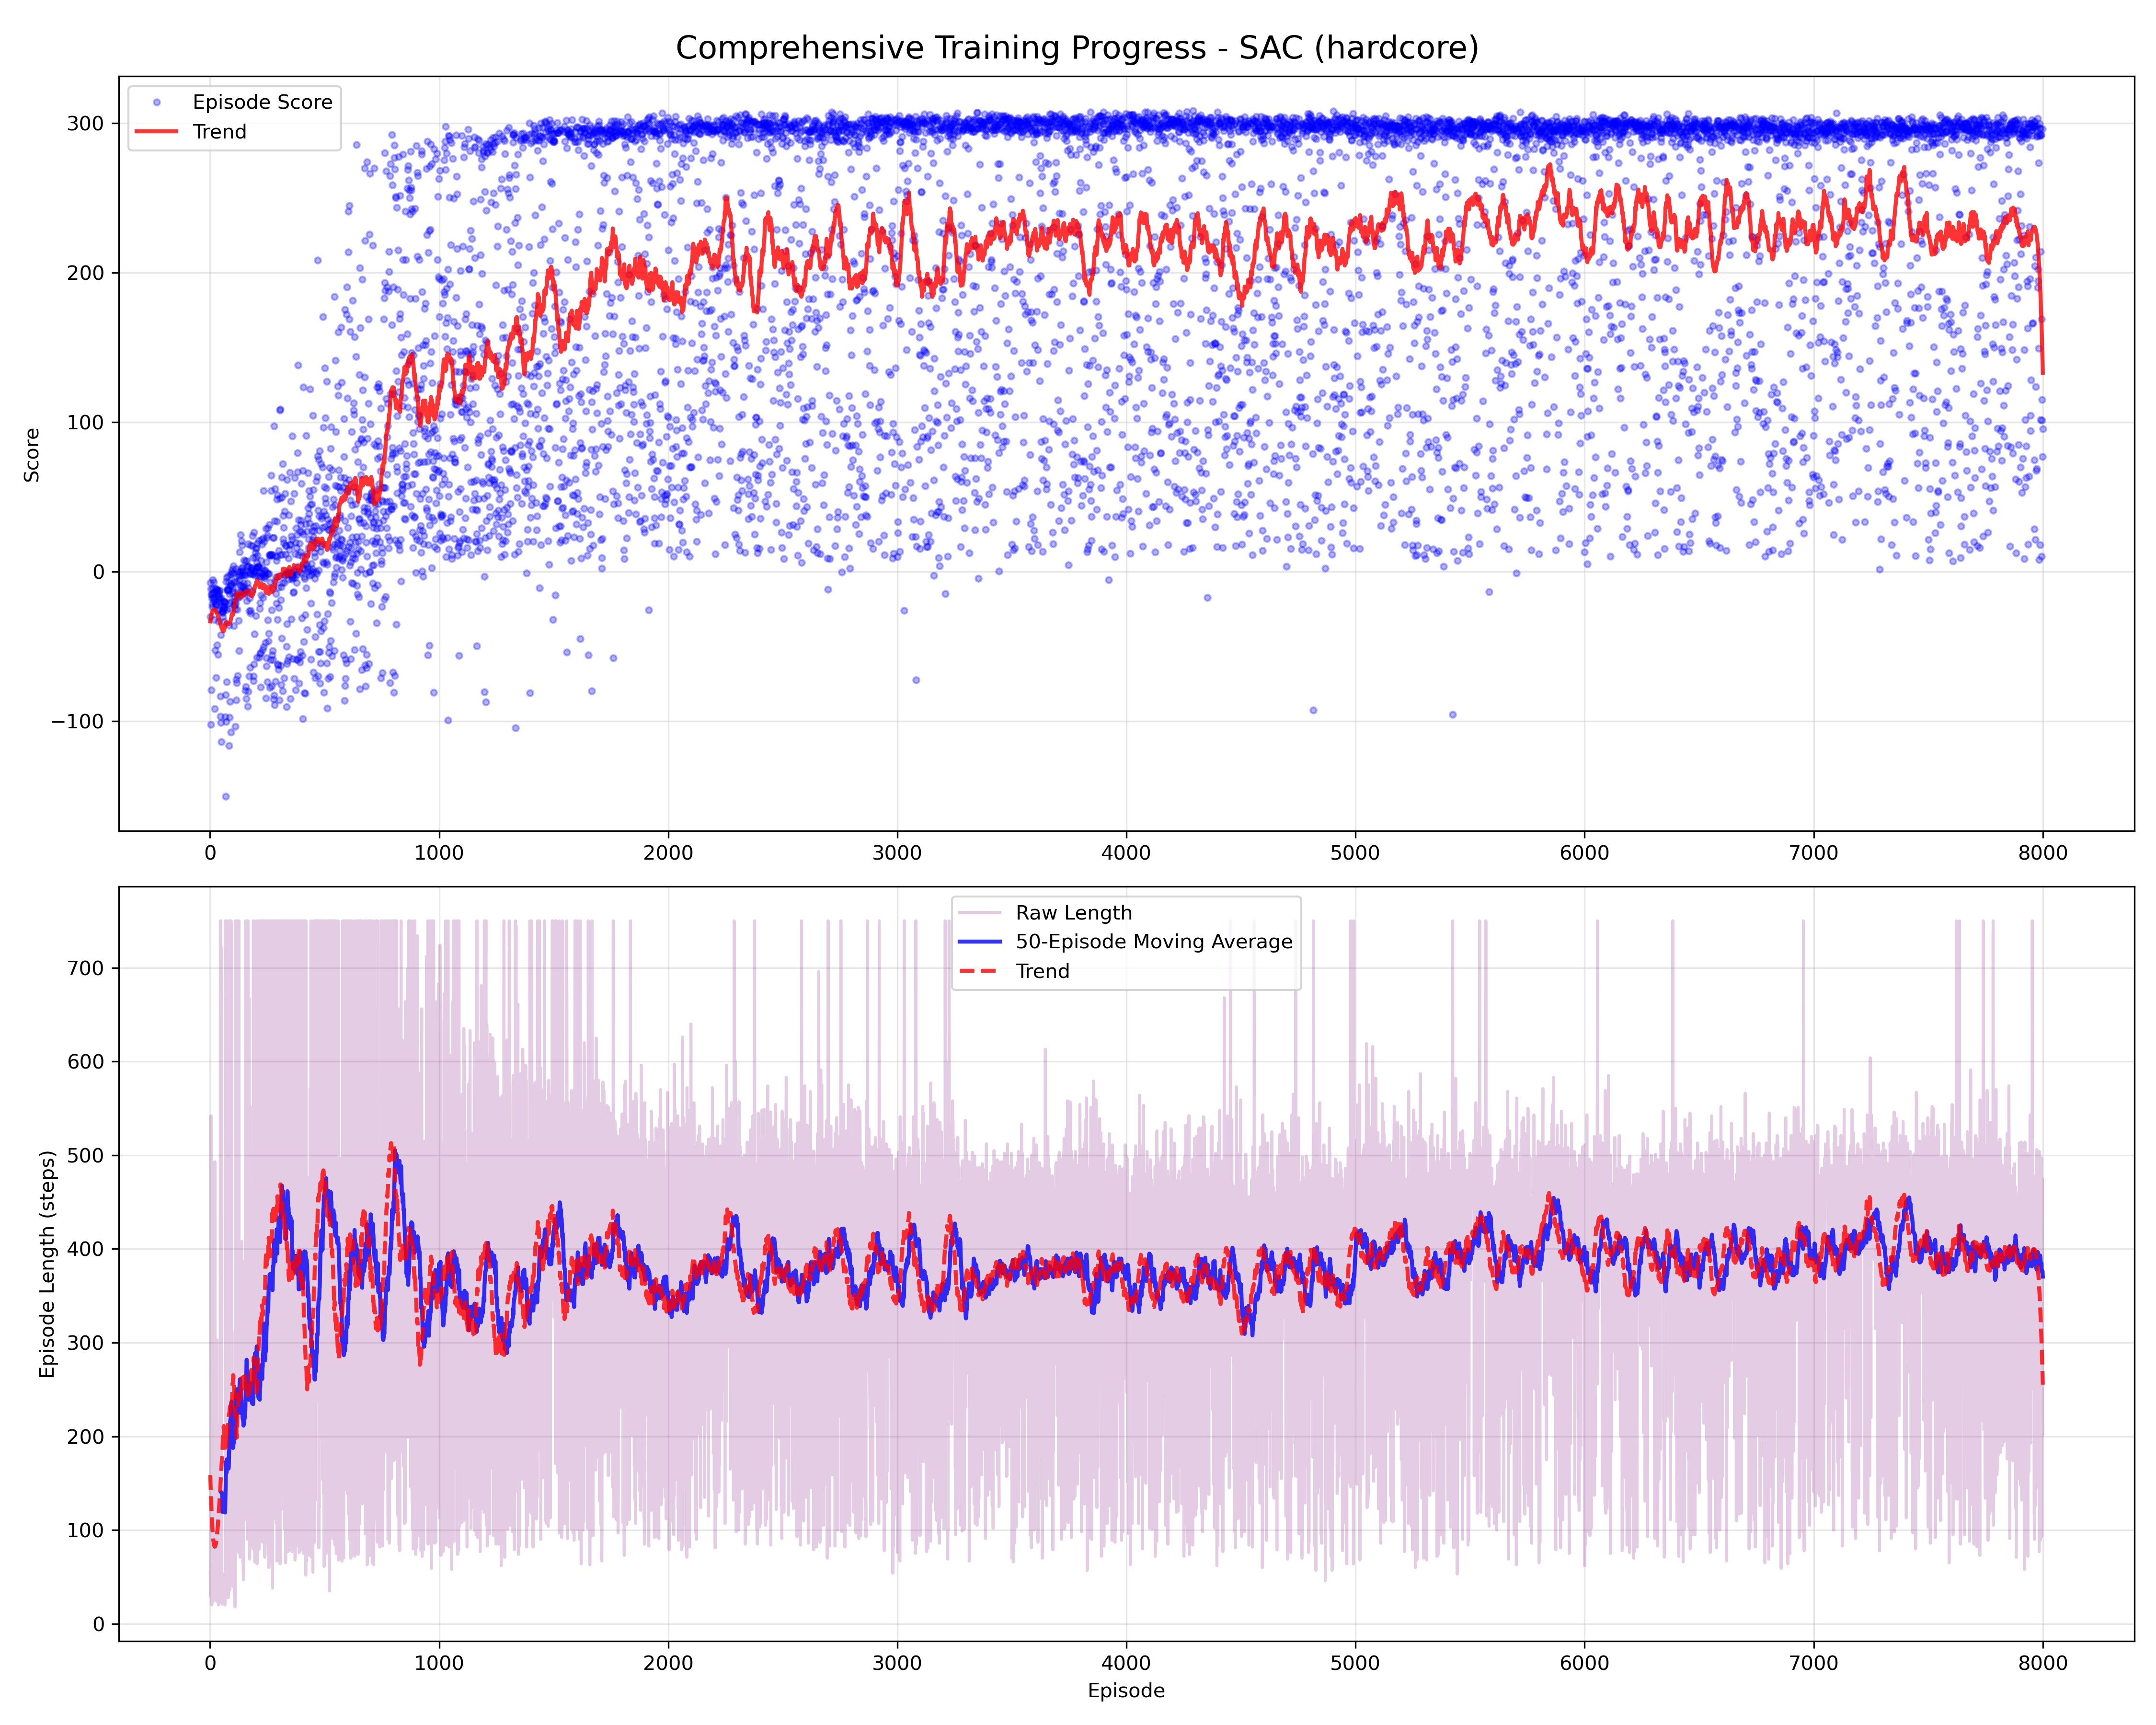 Comprehensive Training Progress - SAC (hardcore)
Episode Score
Trend
300
200
100
0
−100
Score
0 1000 2000 3000 4000 5000 6000 7000 8000
Raw Length
50-Episode Moving Average
Trend
700
600
500
400
300
200
100
0
Episode Length (steps)
0 1000 2000 3000 4000 5000 6000 7000 8000
Episode